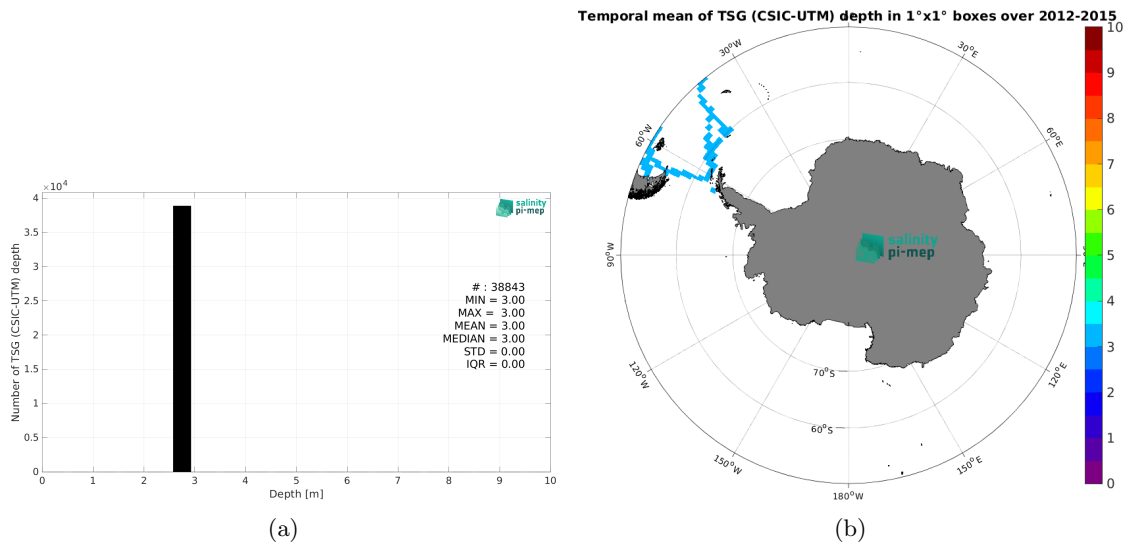 Temporal mean of TSG (CSIC-UTM) depth in 1°x1° boxes over 2012-2015
×10⁴
4
3.5
3
2.5
2
1.5
1
0.5
0
Number of TSG (CSIC-UTM) depth
salinity
pi-mep
# : 38843
MIN = 3.00
MAX = 3.00
MEAN = 3.00
MEDIAN = 3.00
STD = 0.00
IQR = 0.00
0 1 2 3 4 5 6 7 8 9 10
Depth [m]
(a)
30°W
30°E
60°W
60°E
90°W
120°W
120°E
150°W
150°E
180°W
70°S
60°S
salinity
pi-mep
10
9
8
7
6
5
4
3
2
1
0
(b)